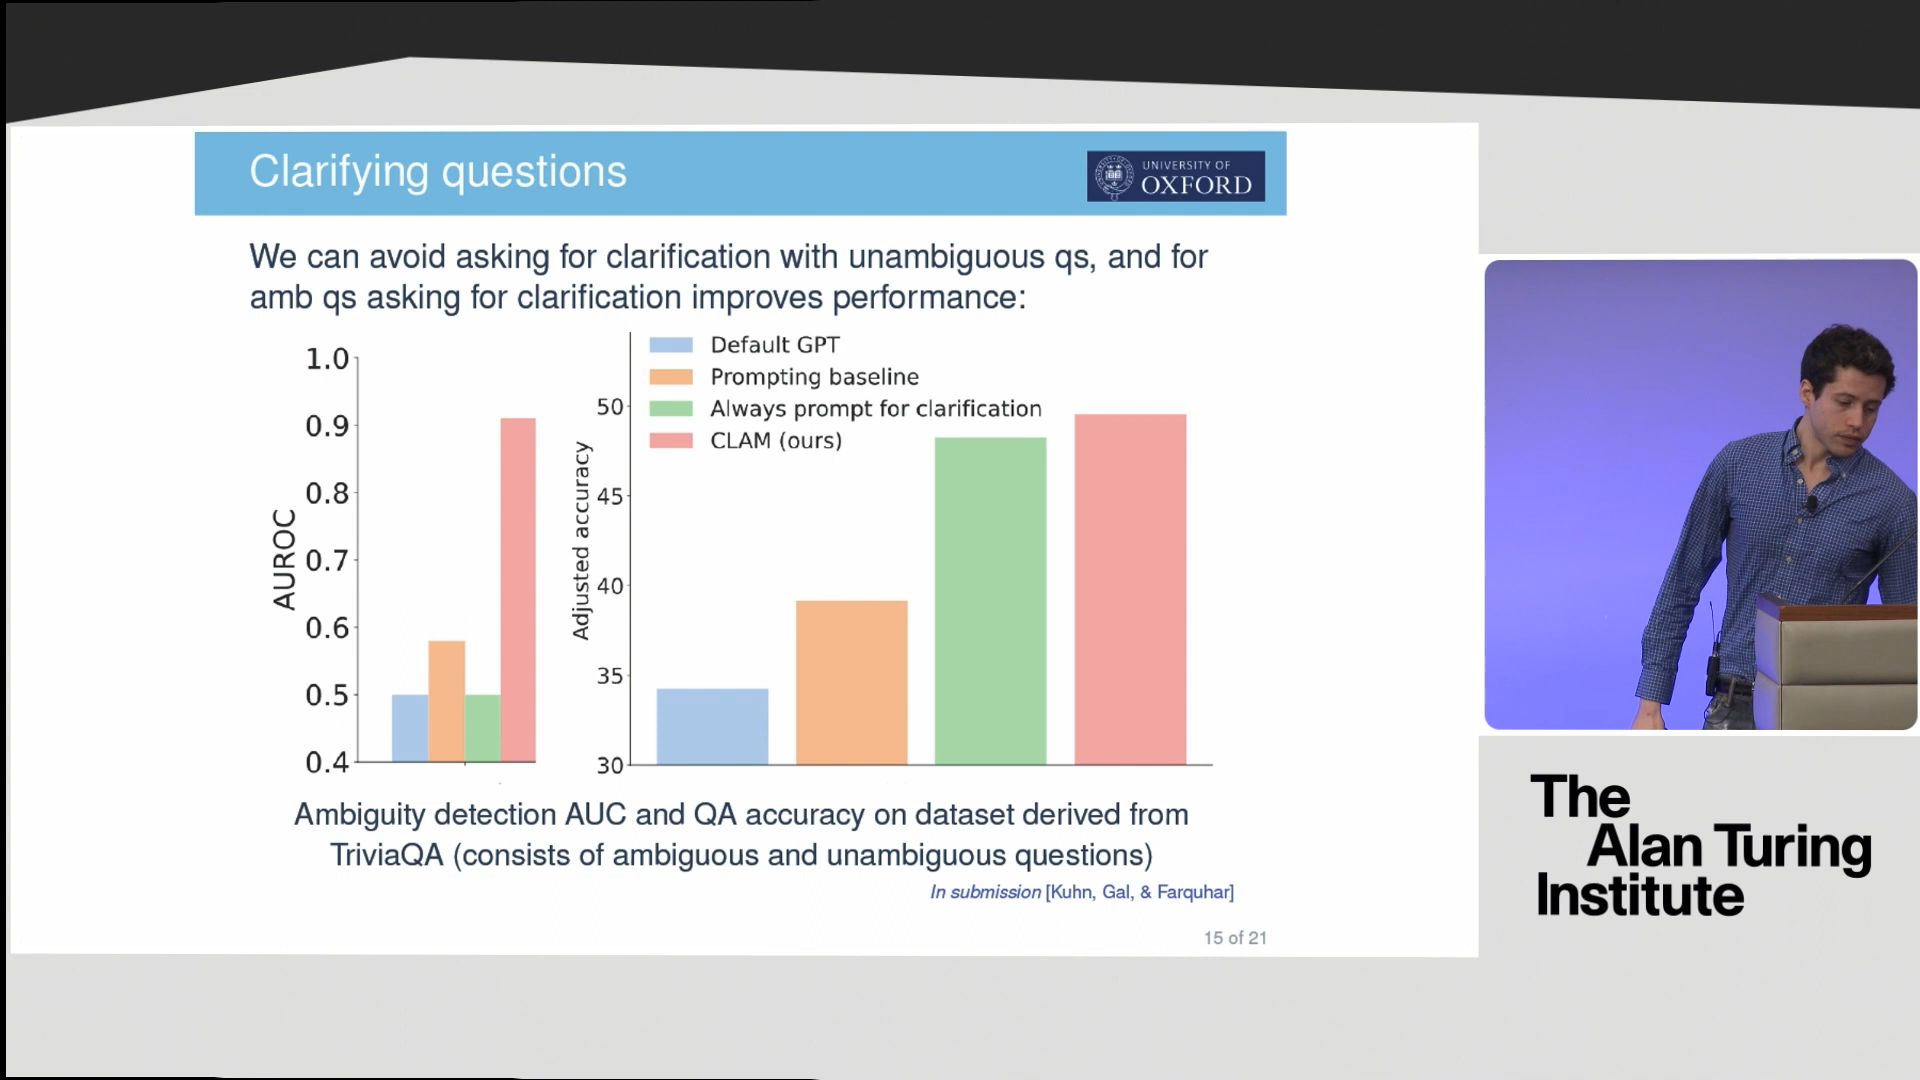 Clarifying questions
UNIVERSITY OF
OXFORD
We can avoid asking for clarification with unambiguous qs, and for
amb qs asking for clarification improves performance:
AUROC
1.0
0.9
0.8
0.7
0.6
0.5
0.4
Adjusted accuracy
50
45
40
35
30
Default GPT
Prompting baseline
Always prompt for clarification
CLAM (ours)
Ambiguity detection AUC and QA accuracy on dataset derived from
TriviaQA (consists of ambiguous and unambiguous questions)
In submission [Kuhn, Gal, & Farquhar]
15 of 21
The
Alan Turing
Institute